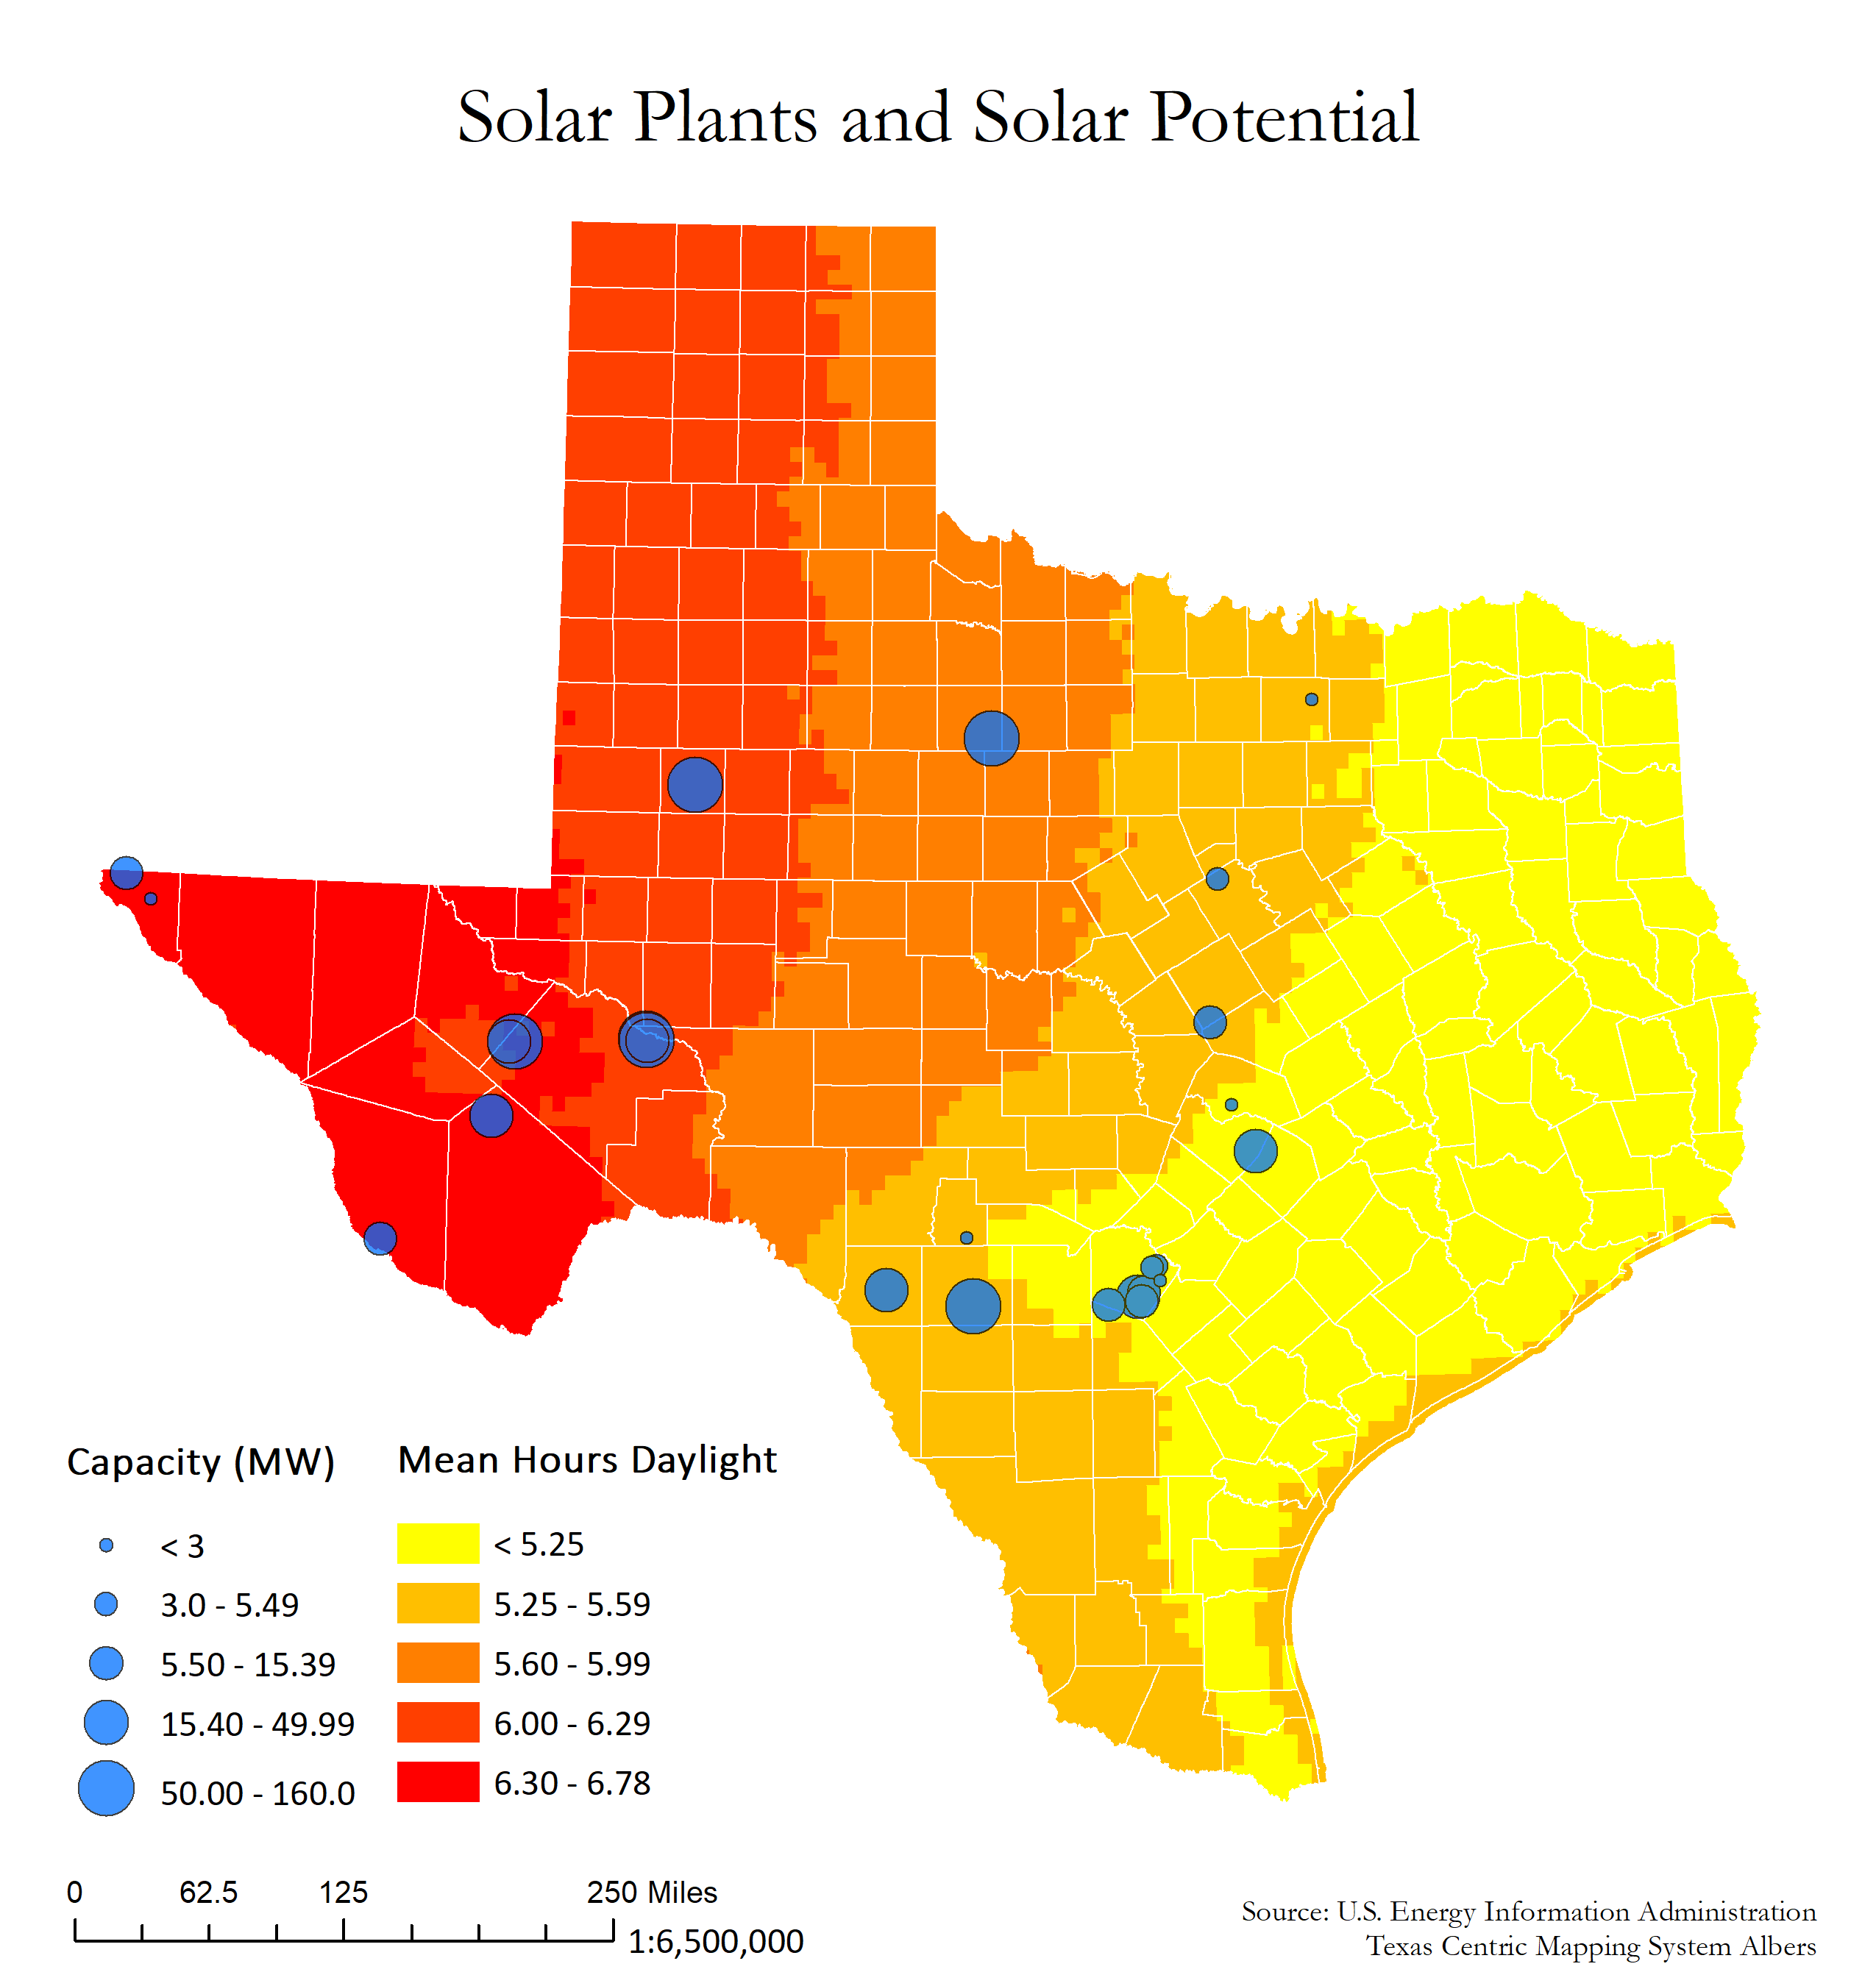 Solar Plants and Solar Potential
Capacity (MW)
< 3
3.0 - 5.49
5.50 - 15.39
15.40 - 49.99
50.00 - 160.0
Mean Hours Daylight
< 5.25
5.25 - 5.59
5.60 - 5.99
6.00 - 6.29
6.30 - 6.78
0 62.5 125 250 Miles
1:6,500,000
Source: U.S. Energy Information Administration
Texas Centric Mapping System Albers